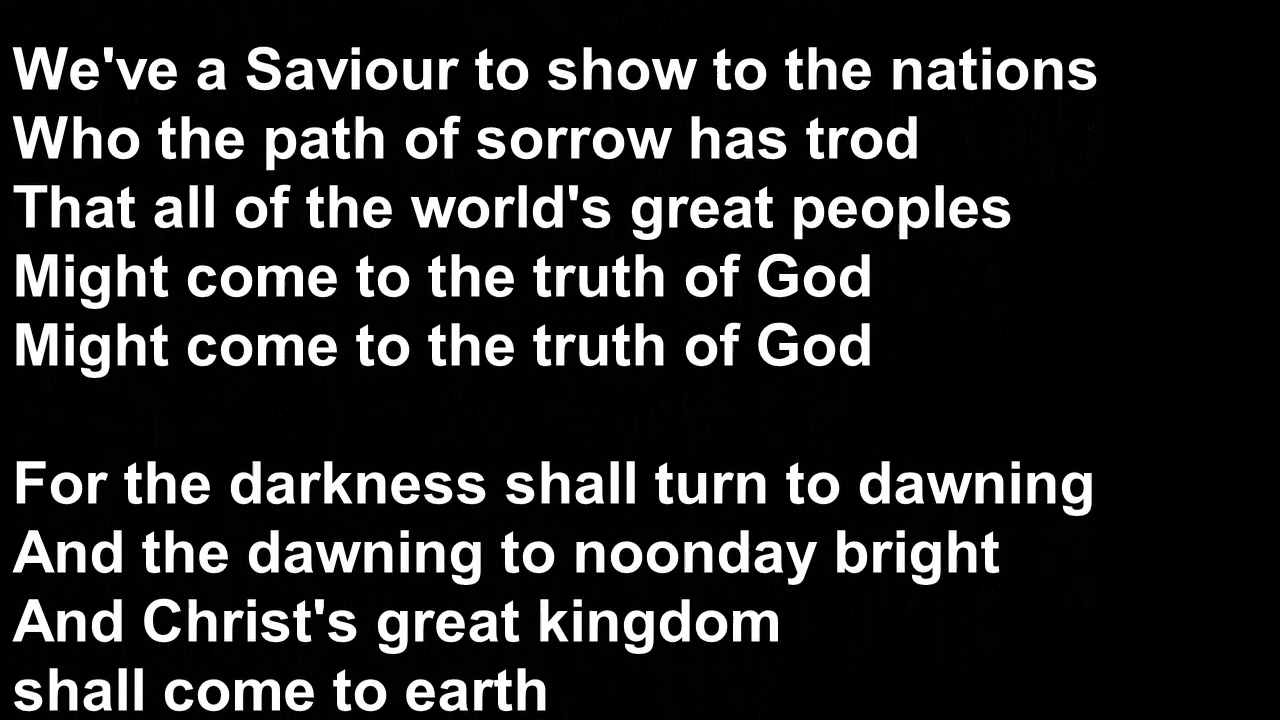 We've a Saviour to show to the nations
Who the path of sorrow has trod
That all of the world's great peoples
Might come to the truth of God
Might come to the truth of God
For the darkness shall turn to dawning
And the dawning to noonday bright
And Christ's great kingdom
shall come to earth